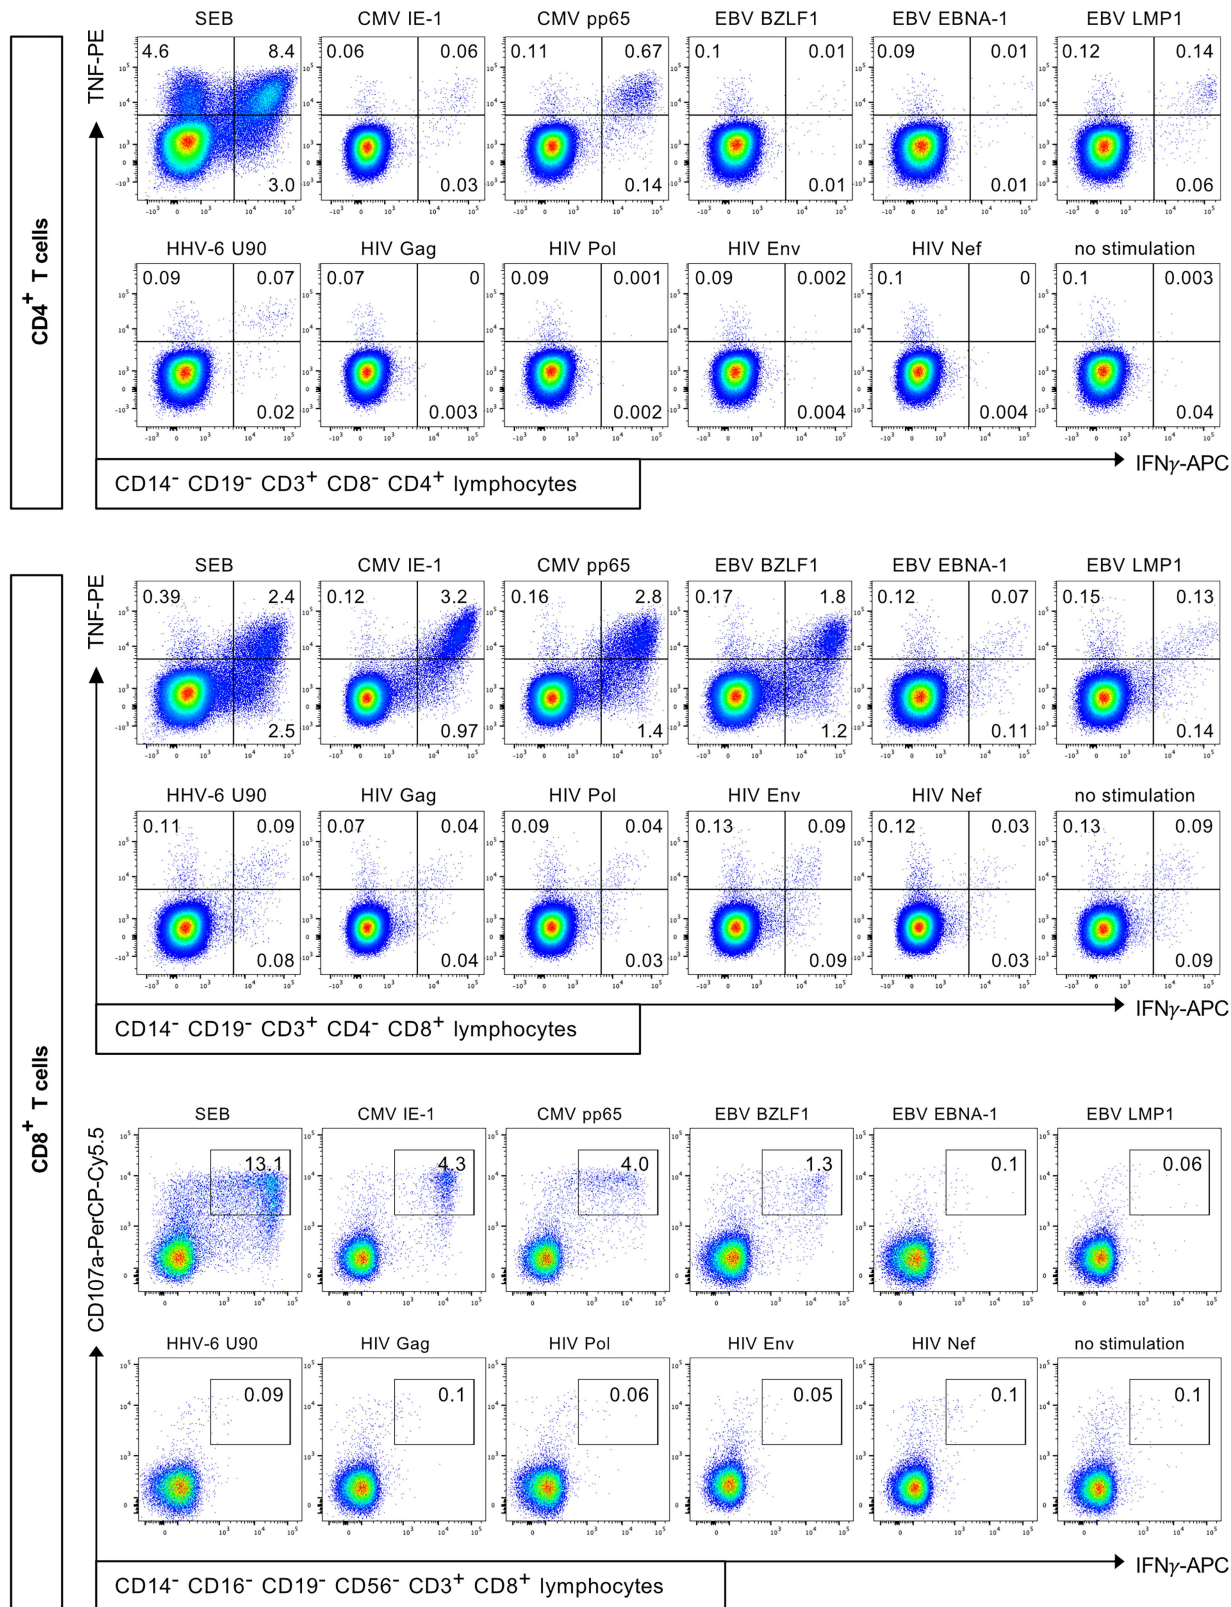 SEB CMV IE-1 CMV pp65 EBV BZLF1 EBV EBNA-1 EBV LMP1
4.6 8.4 0.06 0.06 0.11 0.67 0.1 0.01 0.09 0.01 0.12 0.14
3.0 0.03 0.14 0.01 0.01 0.06
TNF-PE
CD4+ T cells
HHV-6 U90 HIV Gag HIV Pol HIV Env HIV Nef no stimulation
0.09 0.07 0.07 0 0.09 0.001 0.09 0.002 0.1 0 0.1 0.003
0.02 0.003 0.002 0.004 0.004 0.04
IFNγ-APC
CD14- CD19- CD3+ CD8- CD4+ lymphocytes
SEB CMV IE-1 CMV pp65 EBV BZLF1 EBV EBNA-1 EBV LMP1
0.39 2.4 0.12 3.2 0.16 2.8 0.17 1.8 0.12 0.07 0.15 0.13
2.5 0.97 1.4 1.2 0.11 0.14
TNF-PE
HHV-6 U90 HIV Gag HIV Pol HIV Env HIV Nef no stimulation
0.11 0.09 0.07 0.04 0.09 0.04 0.13 0.09 0.12 0.03 0.13 0.09
0.08 0.04 0.03 0.09 0.03 0.09
IFNγ-APC
CD14- CD19- CD3+ CD4- CD8+ lymphocytes
CD8+ T cells
SEB CMV IE-1 CMV pp65 EBV BZLF1 EBV EBNA-1 EBV LMP1
13.1 4.3 4.0 1.3 0.1 0.06
CD107a-PerCP-Cy5.5
HHV-6 U90 HIV Gag HIV Pol HIV Env HIV Nef no stimulation
0.09 0.1 0.06 0.05 0.1 0.1
IFNγ-APC
CD14- CD16- CD19- CD56- CD3+ CD8+ lymphocytes